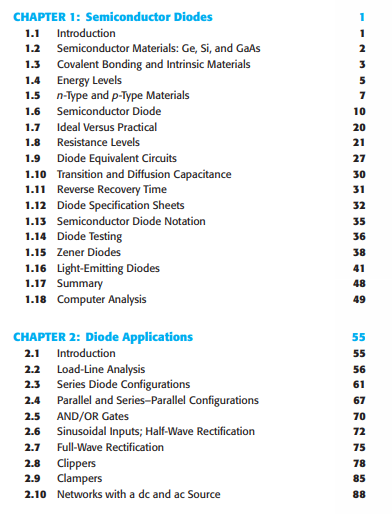 CHAPTER 1: Semiconductor Diodes 1
1.1 Introduction 1
1.2 Semiconductor Materials: Ge, Si, and GaAs 2
1.3 Covalent Bonding and Intrinsic Materials 3
1.4 Energy Levels 5
1.5 n-Type and p-Type Materials 7
1.6 Semiconductor Diode 10
1.7 Ideal Versus Practical 20
1.8 Resistance Levels 21
1.9 Diode Equivalent Circuits 27
1.10 Transition and Diffusion Capacitance 30
1.11 Reverse Recovery Time 31
1.12 Diode Specification Sheets 32
1.13 Semiconductor Diode Notation 35
1.14 Diode Testing 36
1.15 Zener Diodes 38
1.16 Light-Emitting Diodes 41
1.17 Summary 48
1.18 Computer Analysis 49
CHAPTER 2: Diode Applications 55
2.1 Introduction 55
2.2 Load-Line Analysis 56
2.3 Series Diode Configurations 61
2.4 Parallel and Series–Parallel Configurations 67
2.5 AND/OR Gates 70
2.6 Sinusoidal Inputs; Half-Wave Rectification 72
2.7 Full-Wave Rectification 75
2.8 Clippers 78
2.9 Clampers 85
2.10 Networks with a dc and ac Source 88